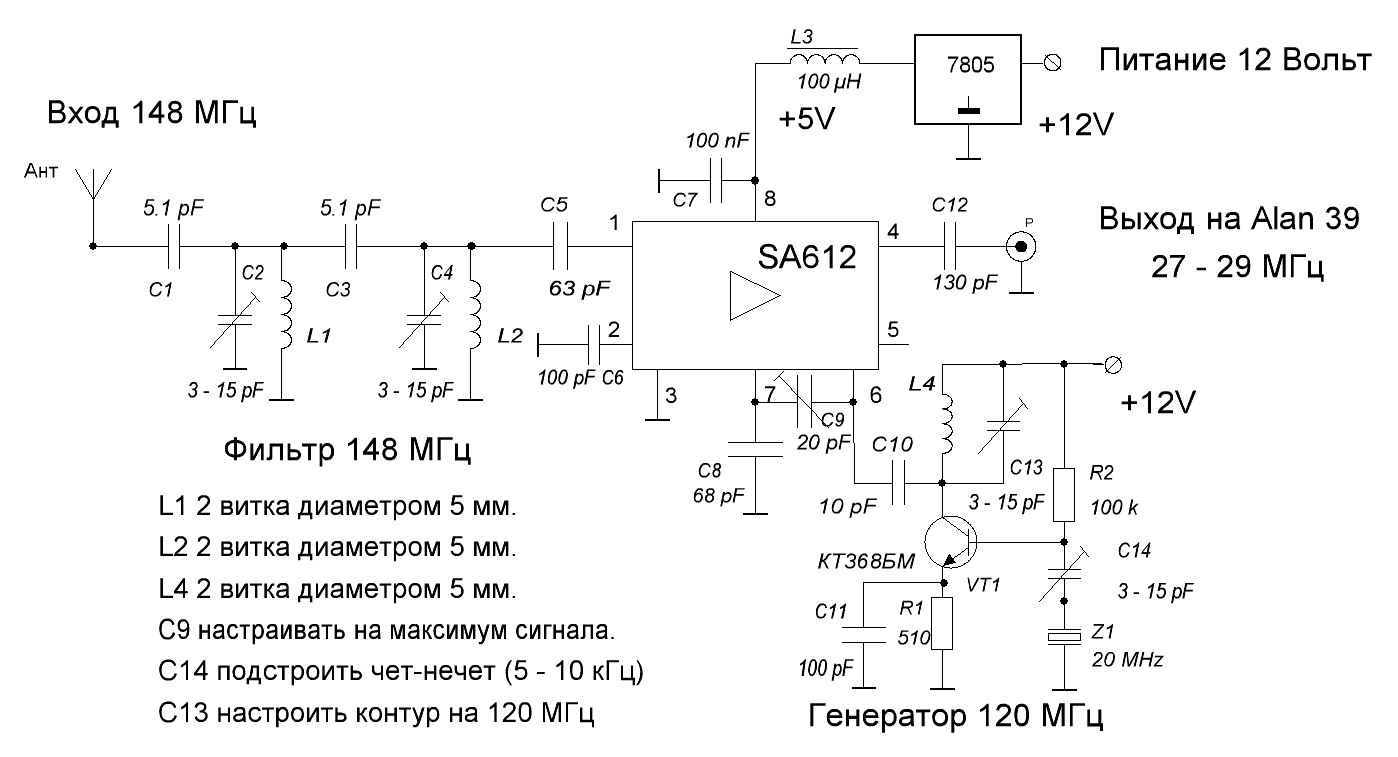 L3
7805
Питание 12 Вольт
100 µH
Вход 148 МГц
+5V
+12V
100 nF
Ант
C7
8
5.1 pF
5.1 pF
C5
1
4
C12
P
Выход на Alan 39
SA612
27 - 29 МГц
C1
C2
C3
C4
63 pF
130 pF
L1
L2
2
5
100 pF C6
3 - 15 pF
3 - 15 pF
3
7
6
L4
+12V
C9
20 pF
Фильтр 148 МГц
C10
C8
68 pF
10 pF
C13
3 - 15 pF
R2
100 k
L1 2 витка диаметром 5 мм.
L2 2 витка диаметром 5 мм.
L4 2 витка диаметром 5 мм.
C9 настраивать на максимум сигнала.
C14 подстроить чет-нечет (5 - 10 кГц)
C13 настроить контур на 120 МГц
КТ368БМ
VT1
C14
3 - 15 pF
C11
R1
510
100 pF
Z1
20 MHz
Генератор 120 МГц